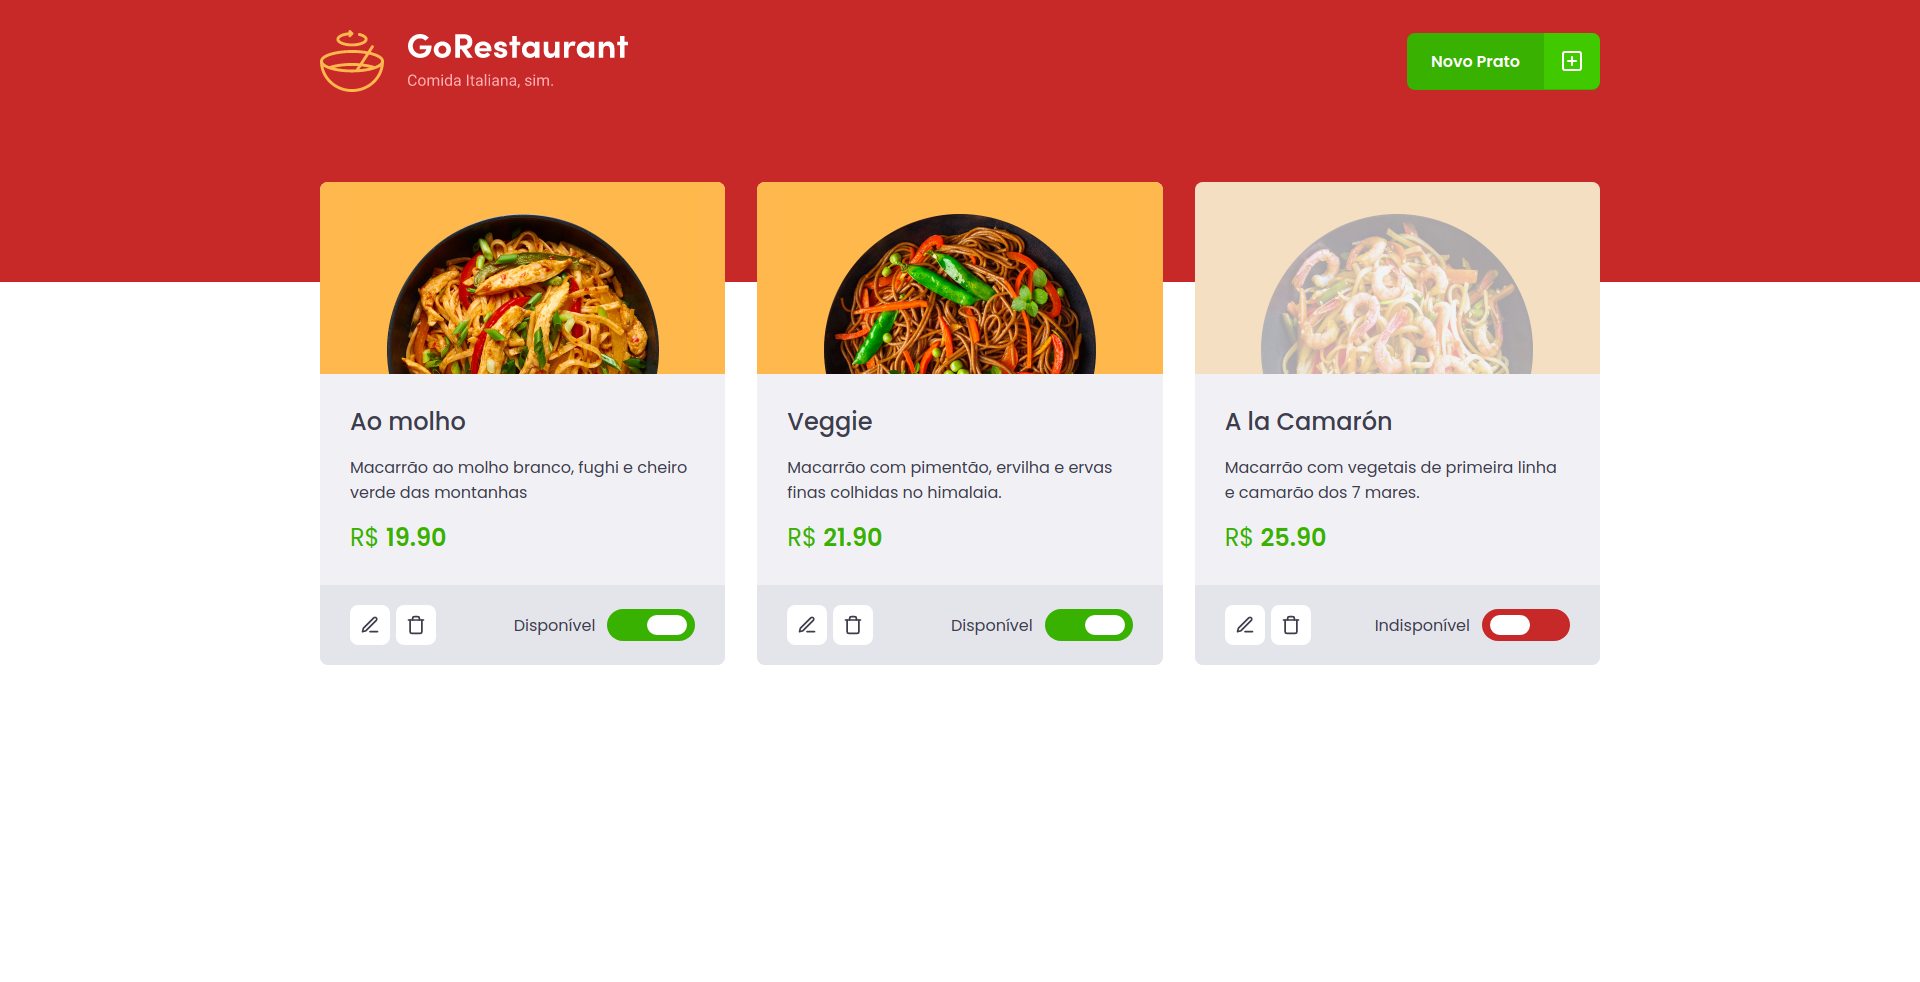 GoRestaurant
Comida Italiana, sim.
Novo Prato
Ao molho
Macarrão ao molho branco, fughi e cheiro
verde das montanhas
R$ 19.90
Disponível
Veggie
Macarrão com pimentão, ervilha e ervas
finas colhidas no himalaia.
R$ 21.90
Disponível
A la Camarón
Macarrão com vegetais de primeira linha
e camarão dos 7 mares.
R$ 25.90
Indisponível